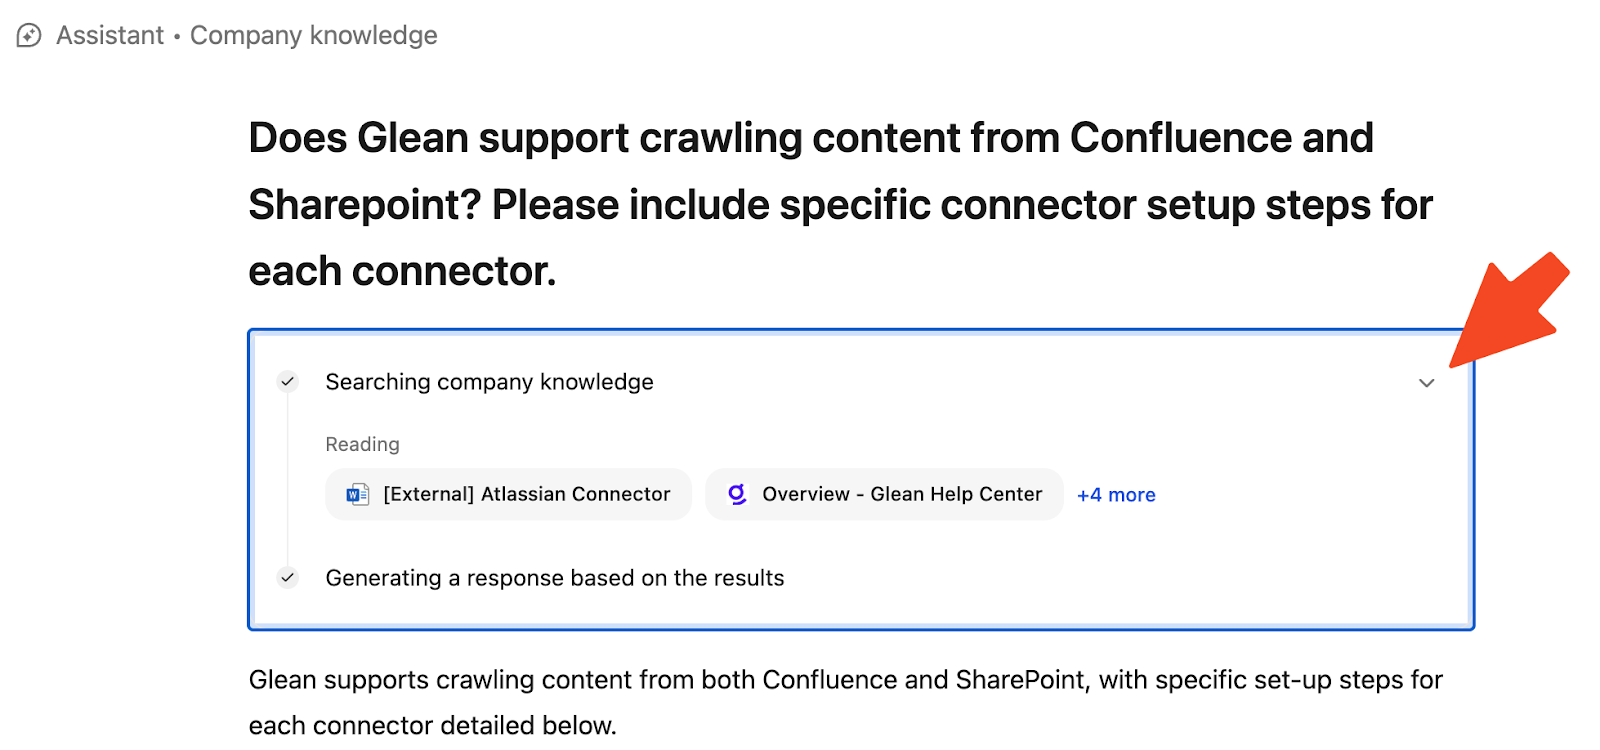 Assistant • Company knowledge
Does Glean support crawling content from Confluence and
Sharepoint? Please include specific connector setup steps for
each connector.
Searching company knowledge
Reading
[External] Atlassian Connector
Overview - Glean Help Center
+4 more
Generating a response based on the results
Glean supports crawling content from both Confluence and SharePoint, with specific set-up steps for
each connector detailed below.